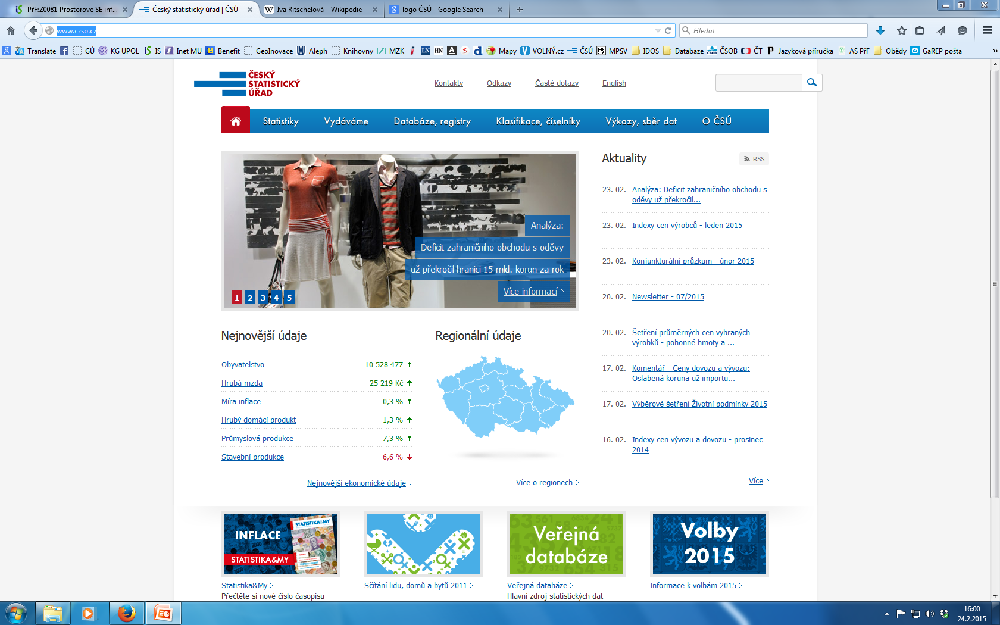 PřF:Z0081 Prostorové SE inf...
Český statistický úřad | ČSÚ
Iva Ritschelová – Wikipedie
logo ČSÚ - Google Search
www.czso.cz
Hledat
Translate
GÚ
KG UPOL
IS
Inet MU
Benefit
GeoInovace
Aleph
Knihovny
MZK
LN
HN
Mapy
VOLNÝ.cz
ČSÚ
MPSV
IDOS
Databaze
ČSOB
ČT
Jazyková příručka
AS PřF
Obědy
GaREP pošta
ČESKÝ
STATISTICKÝ
ÚŘAD
Kontakty
Odkazy
Časté dotazy
English
Statistiky
Vydáváme
Databáze, registry
Klasifikace, číselníky
Výkazy, sběr dat
O ČSÚ
Analýza:
Deficit zahraničního obchodu s oděvy
už překročil hranici 15 mld. korun za rok
Více informací
1 2 3 4 5
Aktuality
RSS
23. 02. Analýza: Deficit zahraničního obchodu s
oděvy už překročil...
23. 02. Indexy cen výrobců - leden 2015
23. 02. Konjunkturální průzkum - únor 2015
20. 02. Newsletter - 07/2015
20. 02. Šetření průměrných cen vybraných
výrobků - pohonné hmoty a ...
17. 02. Komentář - Ceny dovozu a vývozu:
Oslabená koruna už importu...
17. 02. Výběrové šetření Životní podmínky 2015
16. 02. Indexy cen vývozu a dovozu - prosinec
2014
Více
Nejnovější údaje
Obyvatelstvo 10 528 477
Hrubá mzda 25 219 Kč
Míra inflace 0,3 %
Hrubý domácí produkt 1,3 %
Průmyslová produkce 7,3 %
Stavební produkce -6,6 %
Nejnovější ekonomické údaje
Regionální údaje
Více o regionech
INFLACE
STATISTIKA&MY
STATISTIKA&MY
Veřejná
databáze
Volby
2015
Statistika&My
Přečtěte si nové číslo časopisu
Sčítání lidu, domů a bytů 2011
Veřejná databáze
Hlavní zdroj statistických dat
Informace k volbám 2015
16:00
24.2.2015